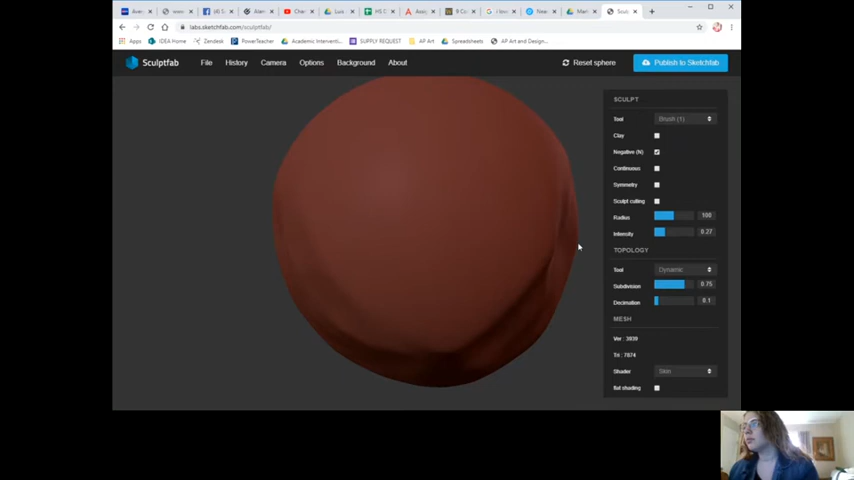 labs.sketchfab.com/sculptfab/
Apps IDEA Home Zendesk PowerTeacher Academic Interventi... SUPPLY REQUEST AP Art Spreadsheets AP Art and Design...
Sculptfab File History Camera Options Background About Reset sphere Publish to Sketchfab
SCULPT
Tool Brush (1)
Clay
Negative (N)
Continuous
Symmetry
Sculpt culling
Radius 100
Intensity 0.27
TOPOLOGY
Tool Dynamic
Subdivision 0.75
Decimation 0.1
MESH
Ver : 3939
Tri : 7874
Shader Skin
flat shading